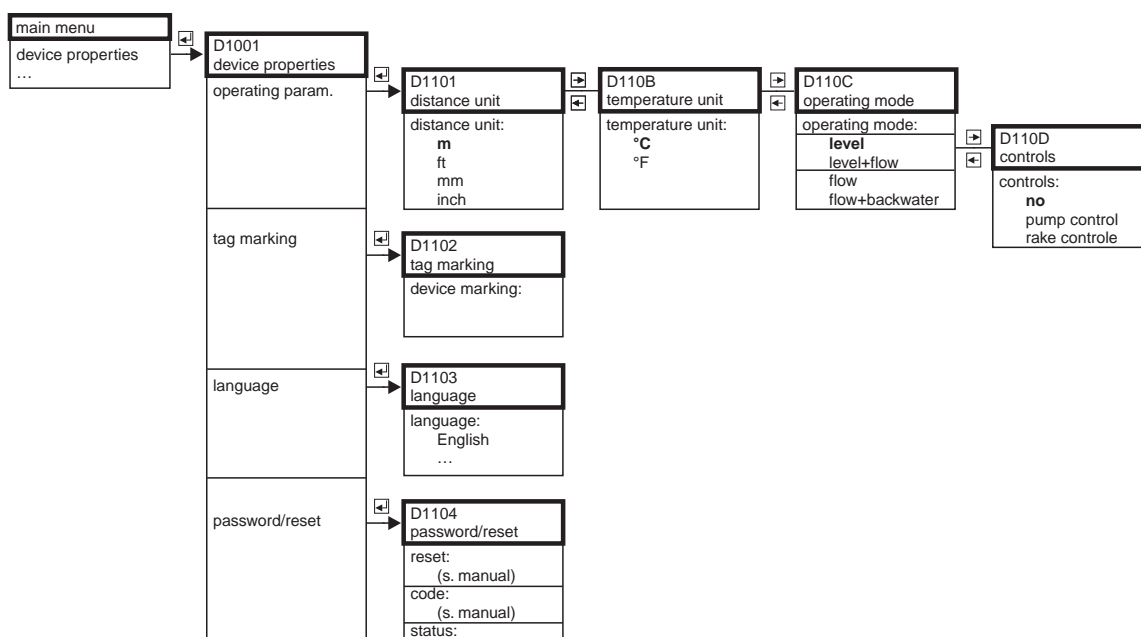 main menu
device properties
…
D1001
device properties
operating param.
D1101
distance unit
distance unit:
m
ft
mm
inch
D110B
temperature unit
temperature unit:
°C
°F
D110C
operating mode
operating mode:
level
level+flow
flow
flow+backwater
D110D
controls
controls:
no
pump control
rake controle
tag marking
D1102
tag marking
device marking:
language
D1103
language
language:
English
…
password/reset
D1104
password/reset
reset:
(s. manual)
code:
(s. manual)
status: